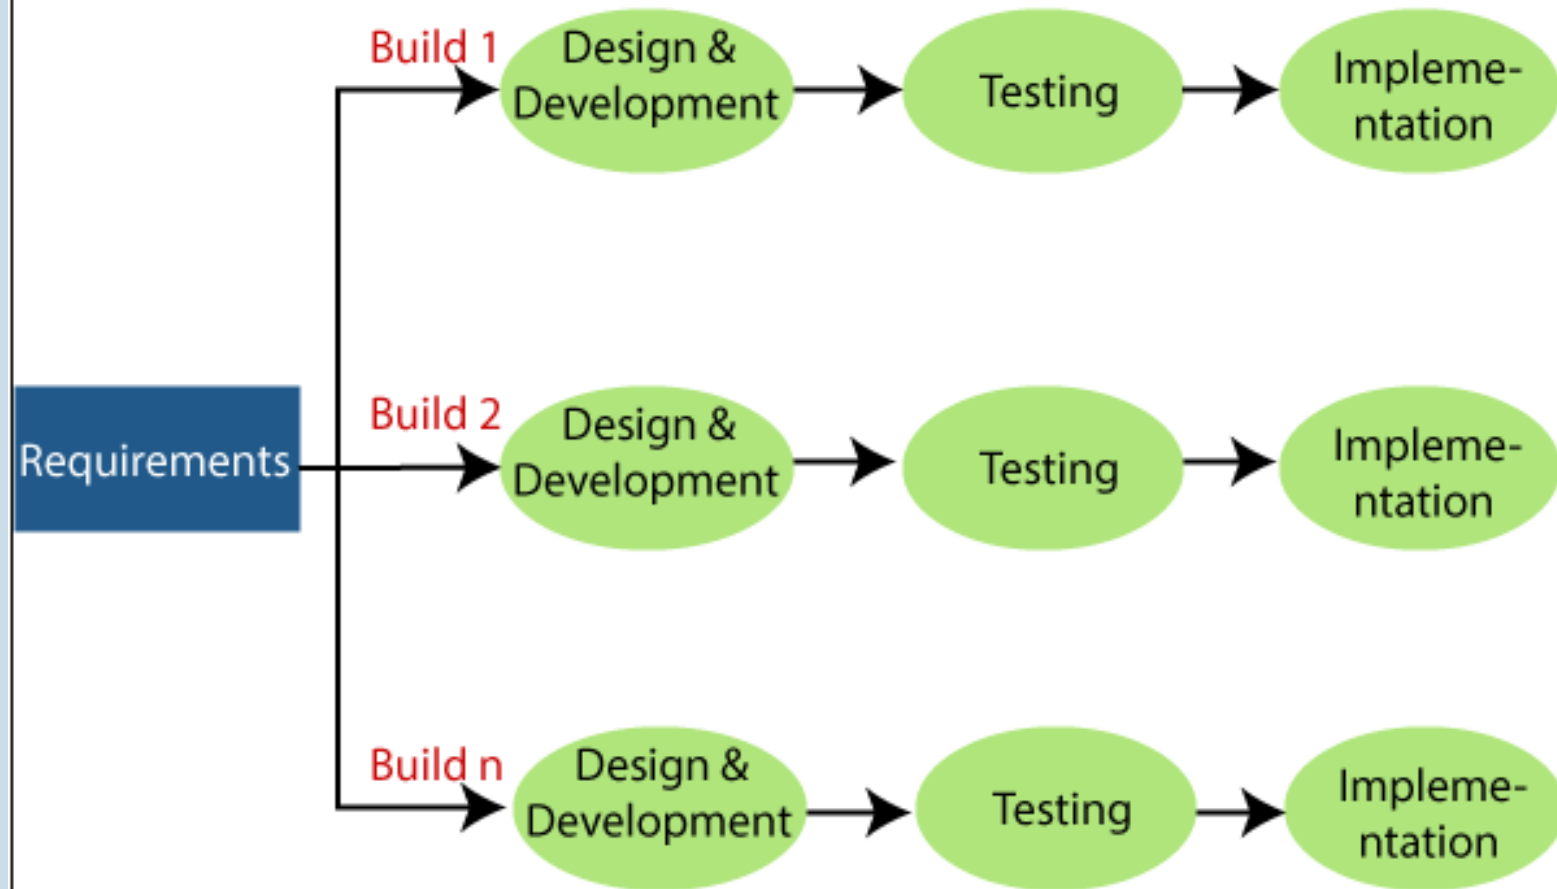 Build 1
Design &
Development
Testing
Impleme-
ntation
Requirements
Build 2
Design &
Development
Testing
Impleme-
ntation
Build n
Design &
Development
Testing
Impleme-
ntation